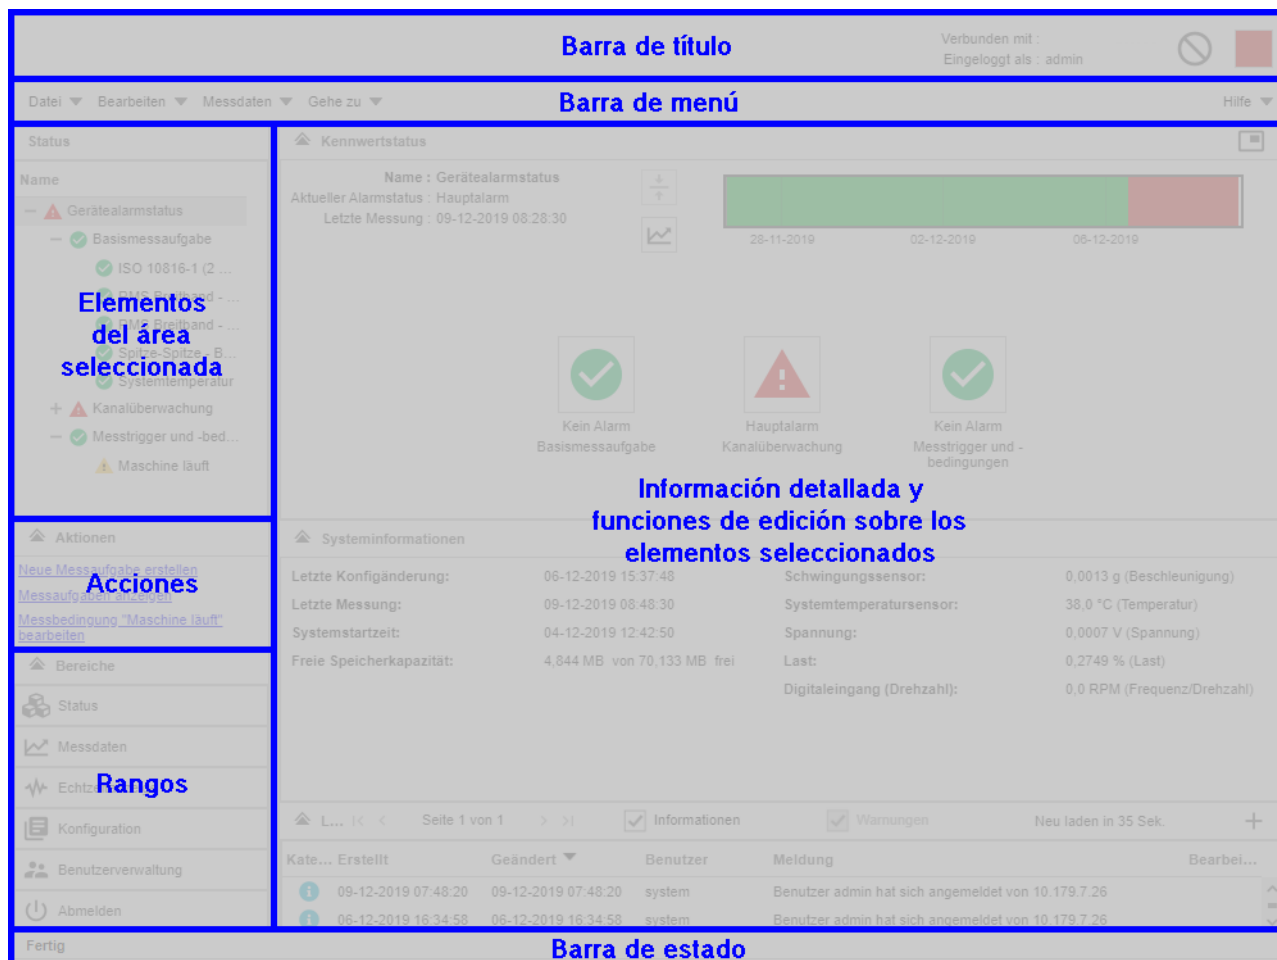 Barra de título
Verbunden mit :
Eingeloggt als : admin
Datei Bearbeiten Messdaten Gehe zu
Barra de menú
Hilfe
Status
Name
Gerätealarmstatus
Basismessaufgabe
ISO 10816-1 (2 ...
RMS Breitband - ...
RMS Breitband - ...
Spitze-Spitze - B...
Systemtemperatur
Kanalüberwachung
Messtrigger und -bed...
Maschine läuft
Elementos
del área
seleccionada
Kennwertstatus
Name : Gerätealarmstatus
Aktueller Alarmstatus : Hauptalarm
Letzte Messung : 09-12-2019 08:28:30
28-11-2019 02-12-2019 06-12-2019
Kein Alarm
Basismessaufgabe
Hauptalarm
Kanalüberwachung
Kein Alarm
Messtrigger und -
bedingungen
Información detallada y
funciones de edición sobre los
elementos seleccionados
Aktionen
Neue Messaufgabe erstellen
Messaufgaben anzeigen
Messbedingung "Maschine läuft"
bearbeiten
Acciones
Systeminformationen
Letzte Konfigänderung: 06-12-2019 15:37:48 Schwingungssensor: 0,0013 g (Beschleunigung)
Letzte Messung: 09-12-2019 08:48:30 Systemtemperatursensor: 38,0 °C (Temperatur)
Systemstartzeit: 04-12-2019 12:42:50 Spannung: 0,0007 V (Spannung)
Freie Speicherkapazität: 4,844 MB von 70,133 MB frei Last: 0,2749 % (Last)
Digitaleingang (Drehzahl): 0,0 RPM (Frequenz/Drehzahl)
Bereiche
Status
Messdaten
Rangos
Konfiguration
Benutzerverwaltung
Abmelden
L... Seite 1 von 1 Informationen Warnungen Neu laden in 35 Sek.
Kate... Erstellt Geändert Benutzer Meldung Bearbei...
09-12-2019 07:48:20 09-12-2019 07:48:20 system Benutzer admin hat sich angemeldet von 10.179.7.26
06-12-2019 16:34:58 06-12-2019 16:34:58 system Benutzer admin hat sich angemeldet von 10.179.7.26
Fertig
Barra de estado